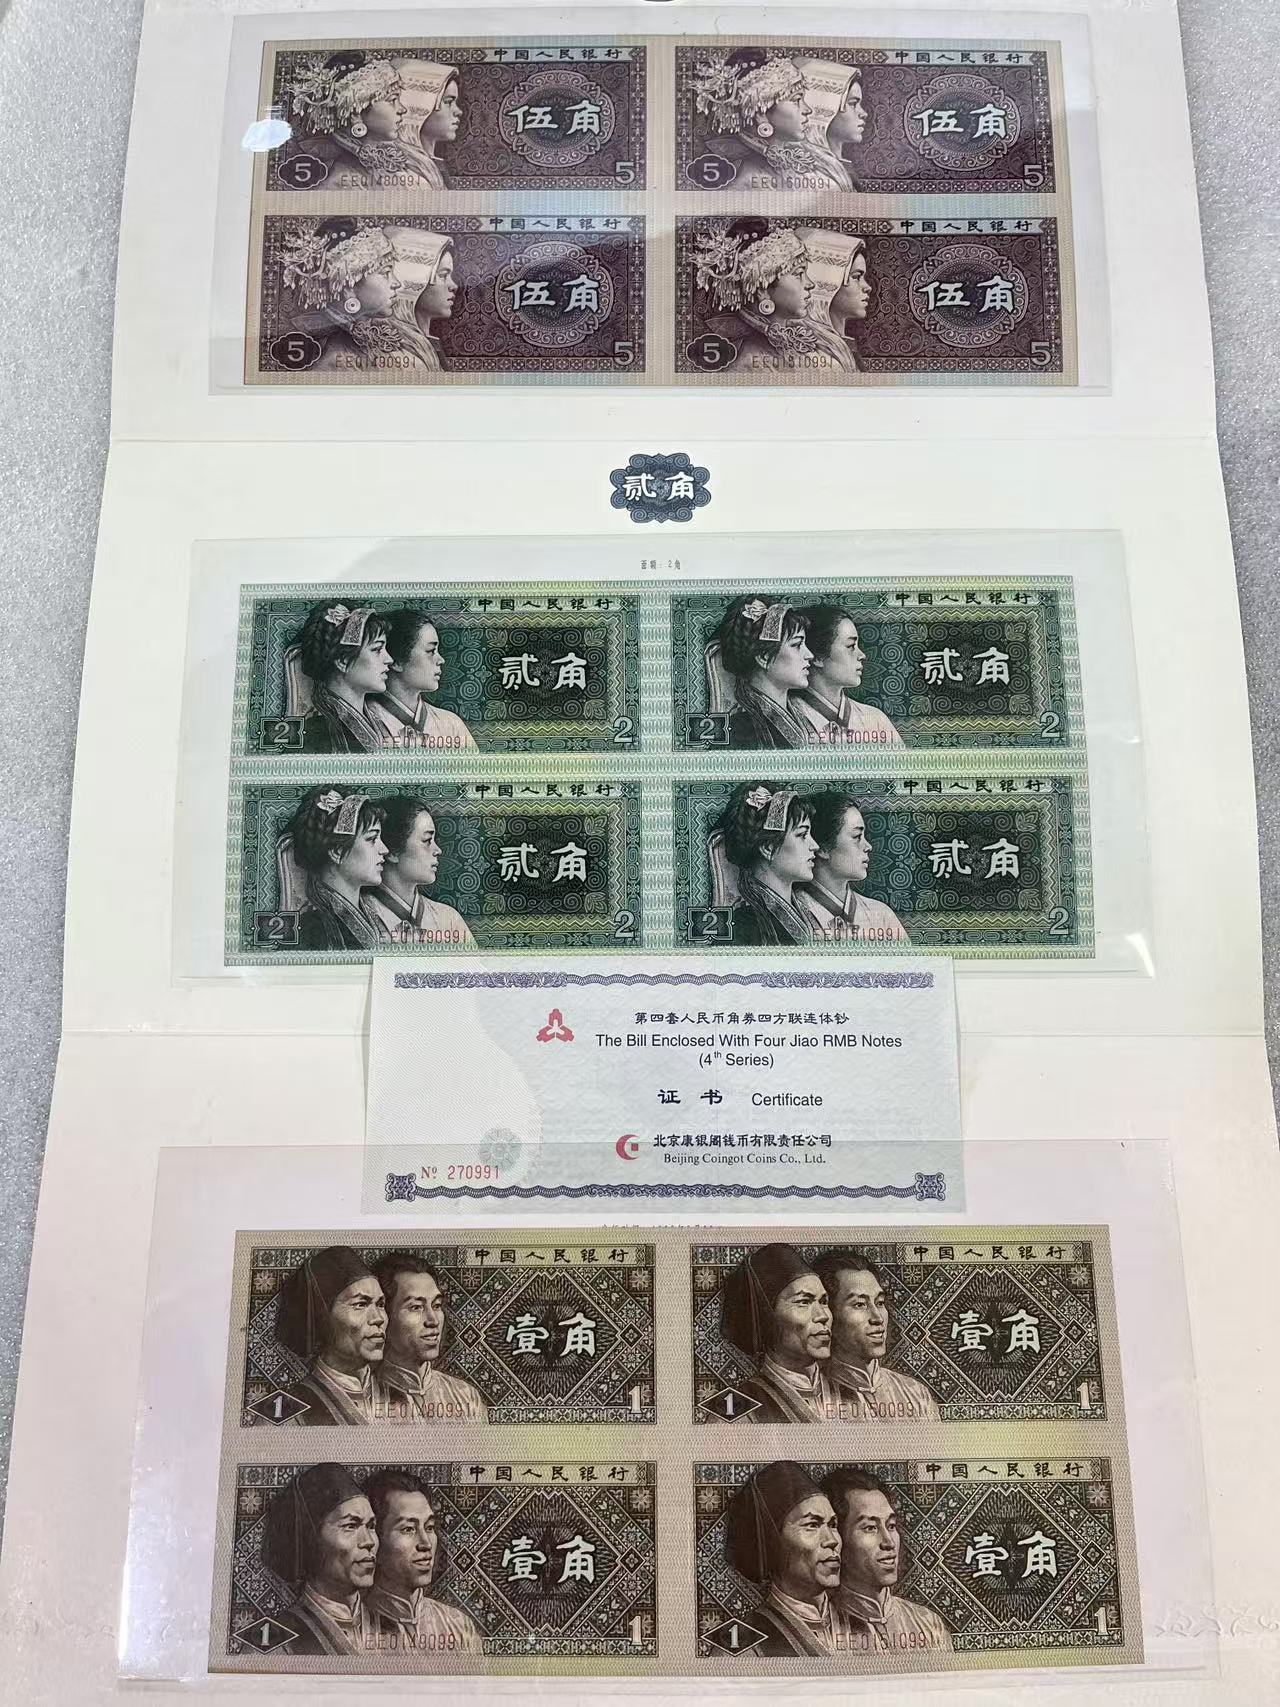 中国人民银行 中国人民银行
伍角 伍角
5 EE01480991 5 5 EE01500991 5
中国人民银行 中国人民银行
伍角 伍角
5 EE01490991 5 5 EE01510991 5
贰角
面额：2角
中国人民银行 中国人民银行
贰角 贰角
2 EE01480991 2 2 EE01500991 2
中国人民银行 中国人民银行
贰角 贰角
2 EE01490991 2 2 EE01510991 2
第四套人民币角券四方联连体钞
The Bill Enclosed With Four Jiao RMB Notes
(4th Series)
证书 Certificate
北京康银阁钱币有限责任公司
Beijing Coingot Coins Co., Ltd.
Nº 270991
中国人民银行 中国人民银行
壹角 壹角
1 EE01480991 1 1 EE01500991 1
中国人民银行 中国人民银行
壹角 壹角
1 EE01490991 1 1 EE01510991 1